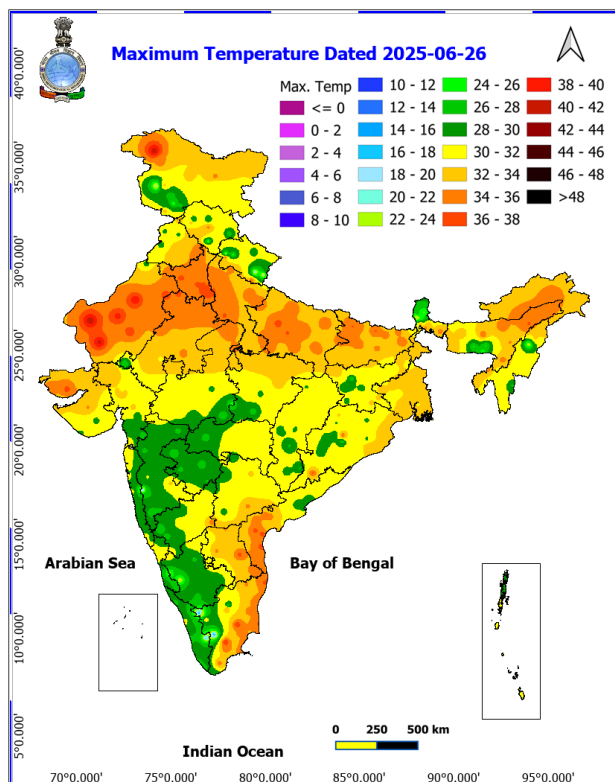 Maximum Temperature Dated 2025-06-26
Max. Temp
<= 0
0 - 2
2 - 4
4 - 6
6 - 8
8 - 10
10 - 12
12 - 14
14 - 16
16 - 18
18 - 20
20 - 22
22 - 24
24 - 26
26 - 28
28 - 30
30 - 32
32 - 34
34 - 36
36 - 38
38 - 40
40 - 42
42 - 44
44 - 46
46 - 48
>48
40°0.000'
35°0.000'
30°0.000'
25°0.000'
20°0.000'
15°0.000'
10°0.000'
5°0.000'
Arabian Sea
Bay of Bengal
Indian Ocean
0 250 500 km
70°0.000' 75°0.000' 80°0.000' 85°0.000' 90°0.000' 95°0.000'